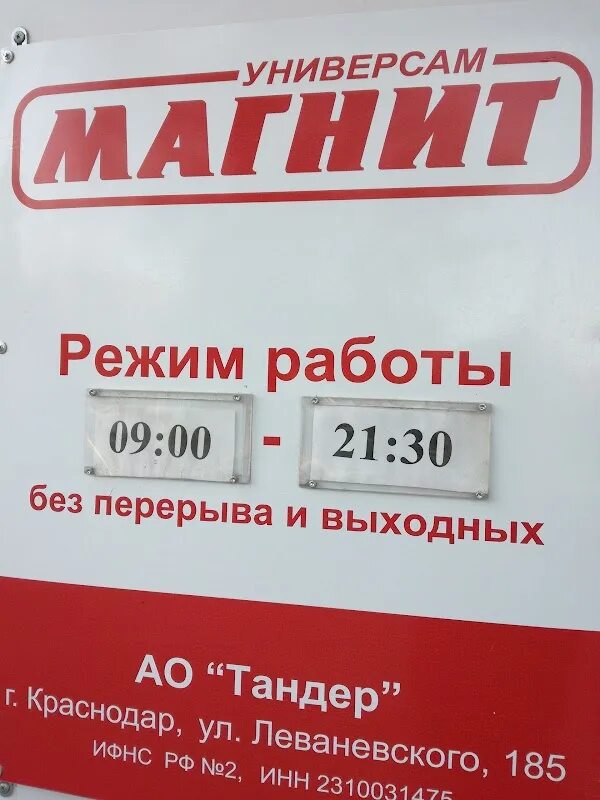 УНИВЕРСАМ
МАГНИТ
Режим работы
09:00 - 21:30
без перерыва и выходных
АО "Тандер"
г. Краснодар, ул. Леваневского, 185
ИФНС РФ №2, ИНН 2310031475